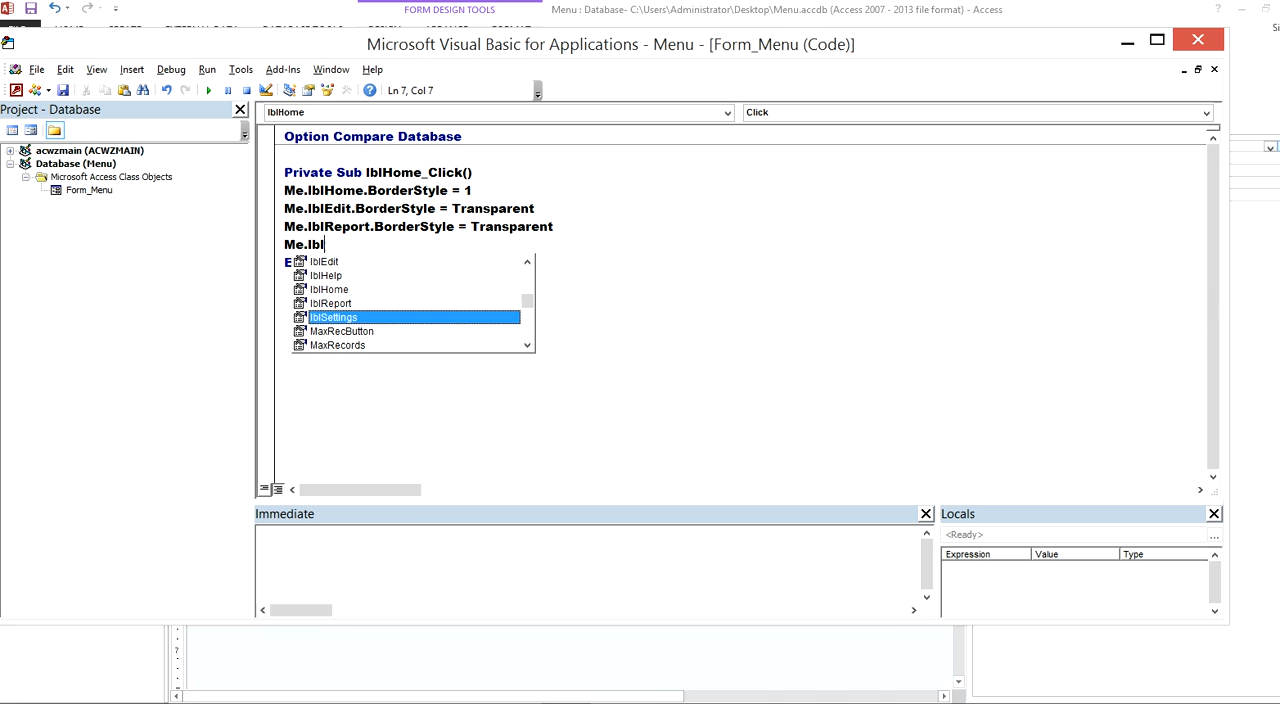 FORM DESIGN TOOLS
Menu : Database- C:\Users\Administrator\Desktop\Menu.accdb (Access 2007 - 2013 file format) - Access
Microsoft Visual Basic for Applications - Menu - [Form_Menu (Code)]
File Edit View Insert Debug Run Tools Add-Ins Window Help
Ln 7, Col 7
Project - Database
lblHome
Click
acwzmain (ACWZMAIN)
Database (Menu)
Microsoft Access Class Objects
Form_Menu
Option Compare Database
Private Sub lblHome_Click()
Me.lblHome.BorderStyle = 1
Me.lblEdit.BorderStyle = Transparent
Me.lblReport.BorderStyle = Transparent
Me.lbl
E
lblEdit
lblHelp
lblHome
lblReport
lblSettings
MaxRecButton
MaxRecords
Immediate
Locals
<Ready>
Expression Value Type
7